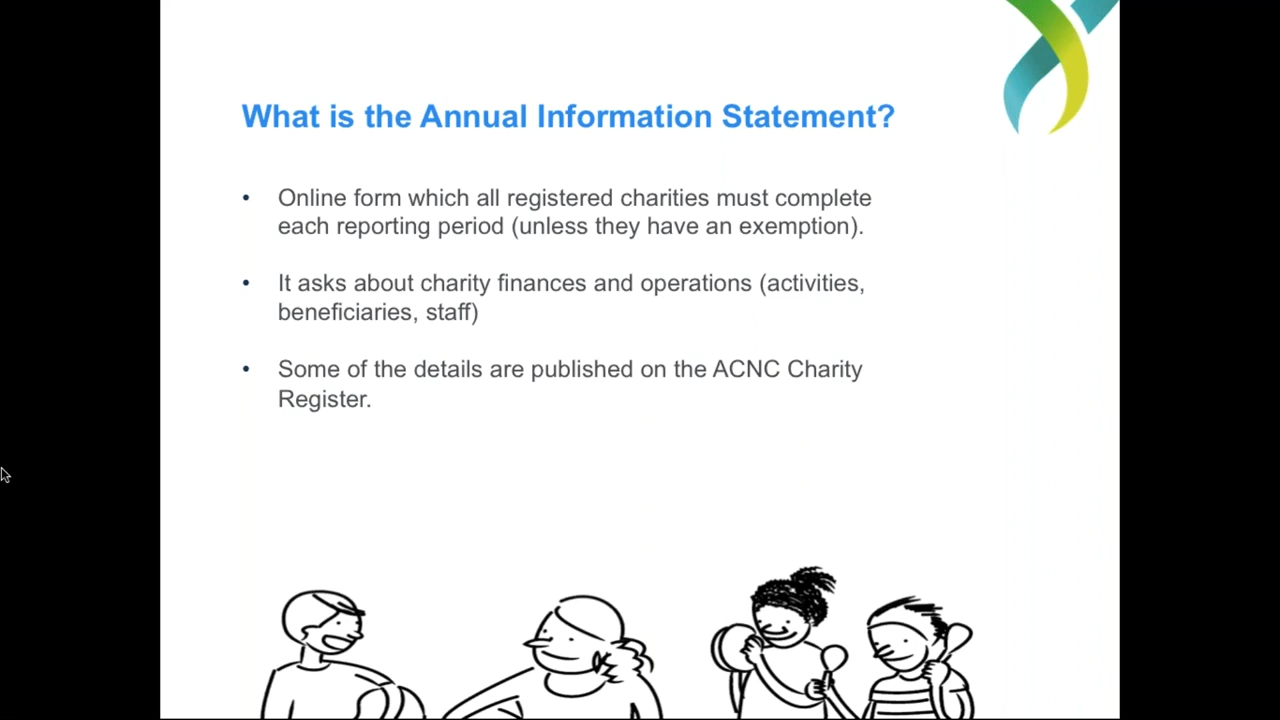 What is the Annual Information Statement?
• Online form which all registered charities must complete
each reporting period (unless they have an exemption).
• It asks about charity finances and operations (activities,
beneficiaries, staff)
• Some of the details are published on the ACNC Charity
Register.